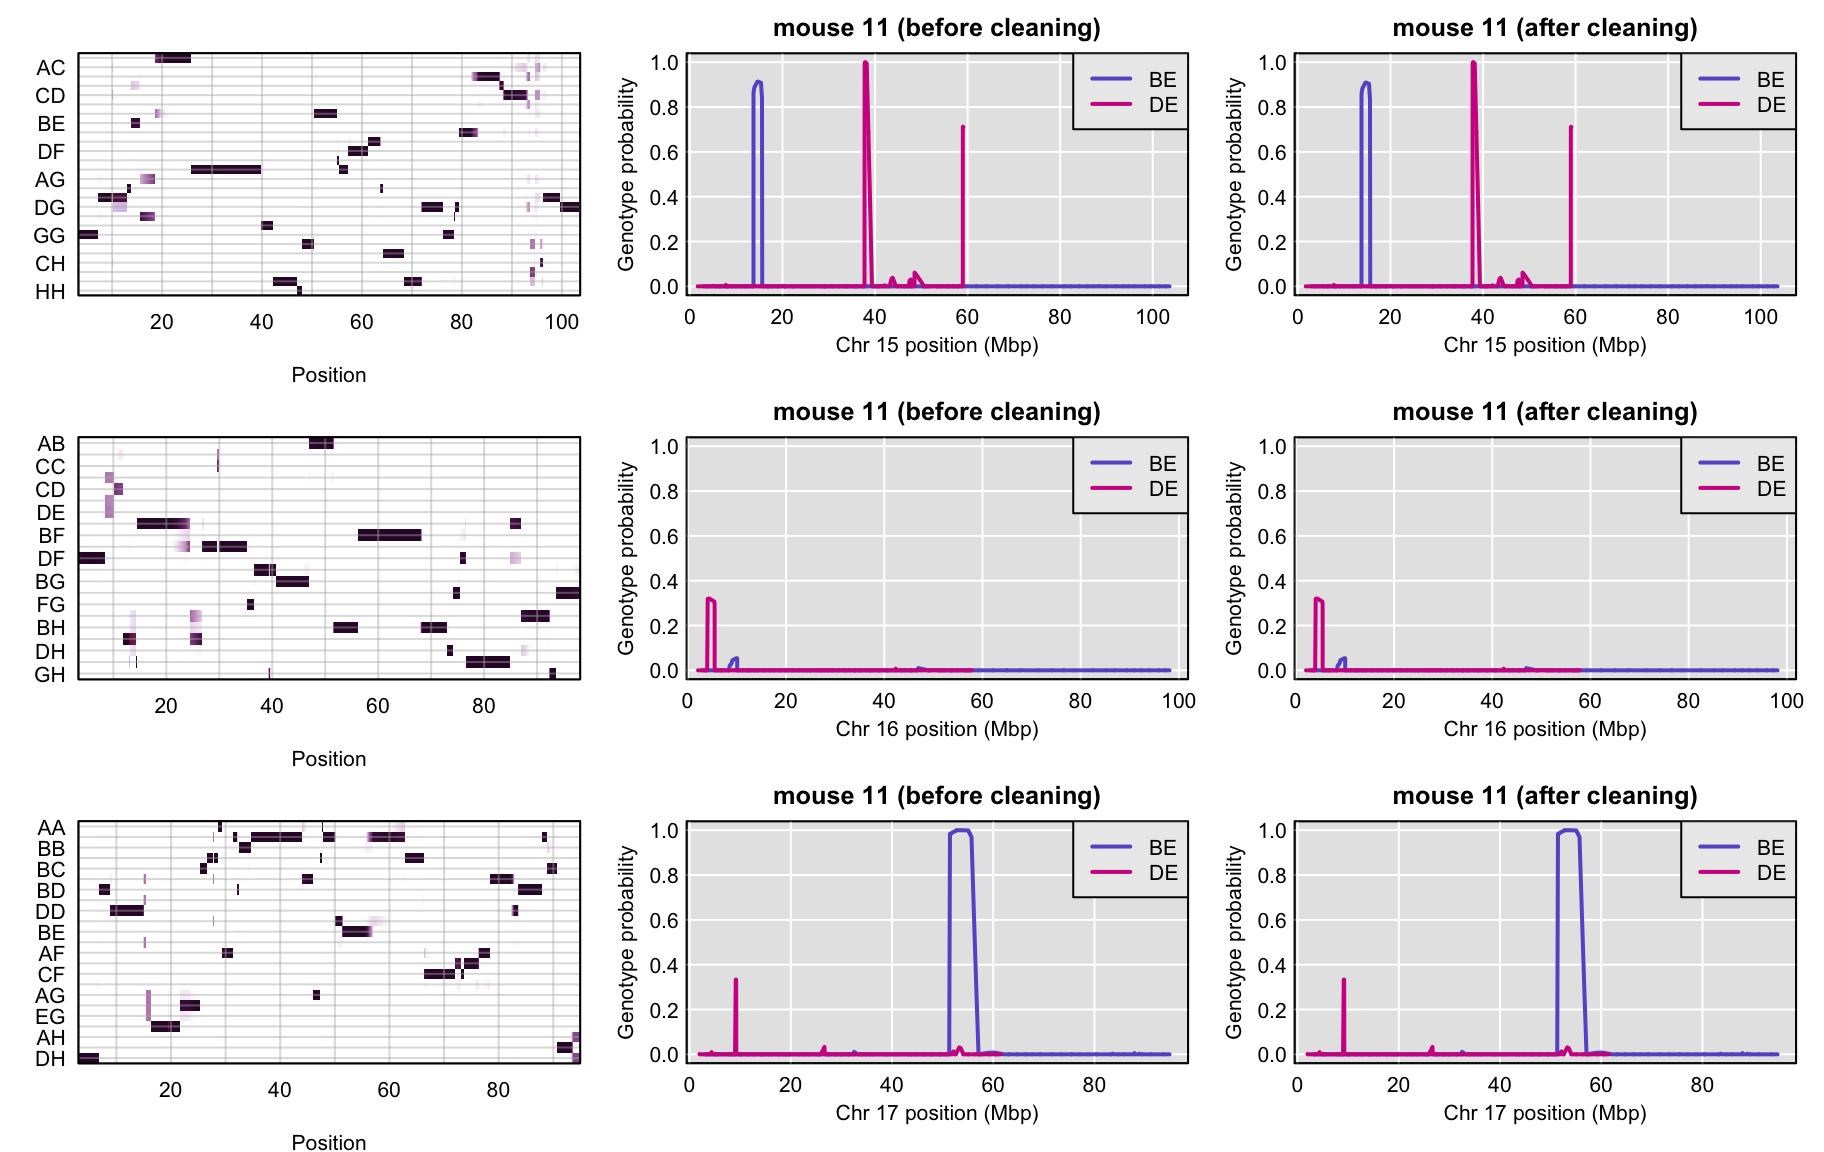 mouse 11 (before cleaning)
mouse 11 (after cleaning)
AC
CD
BE
DF
AG
DG
GG
CH
HH
20 40 60 80 100
Position
Genotype probability
1.0
0.8
0.6
0.4
0.2
0.0
BE
DE
0 20 40 60 80 100
Chr 15 position (Mbp)
Genotype probability
1.0
0.8
0.6
0.4
0.2
0.0
BE
DE
0 20 40 60 80 100
Chr 15 position (Mbp)
mouse 11 (before cleaning)
mouse 11 (after cleaning)
AB
CC
CD
DE
BF
DF
BG
FG
BH
DH
GH
20 40 60 80
Position
Genotype probability
1.0
0.8
0.6
0.4
0.2
0.0
BE
DE
0 20 40 60 80 100
Chr 16 position (Mbp)
Genotype probability
1.0
0.8
0.6
0.4
0.2
0.0
BE
DE
0 20 40 60 80 100
Chr 16 position (Mbp)
mouse 11 (before cleaning)
mouse 11 (after cleaning)
AA
BB
BC
BD
DD
BE
AF
CF
AG
EG
AH
DH
20 40 60 80
Position
Genotype probability
1.0
0.8
0.6
0.4
0.2
0.0
BE
DE
0 20 40 60 80
Chr 17 position (Mbp)
Genotype probability
1.0
0.8
0.6
0.4
0.2
0.0
BE
DE
0 20 40 60 80
Chr 17 position (Mbp)